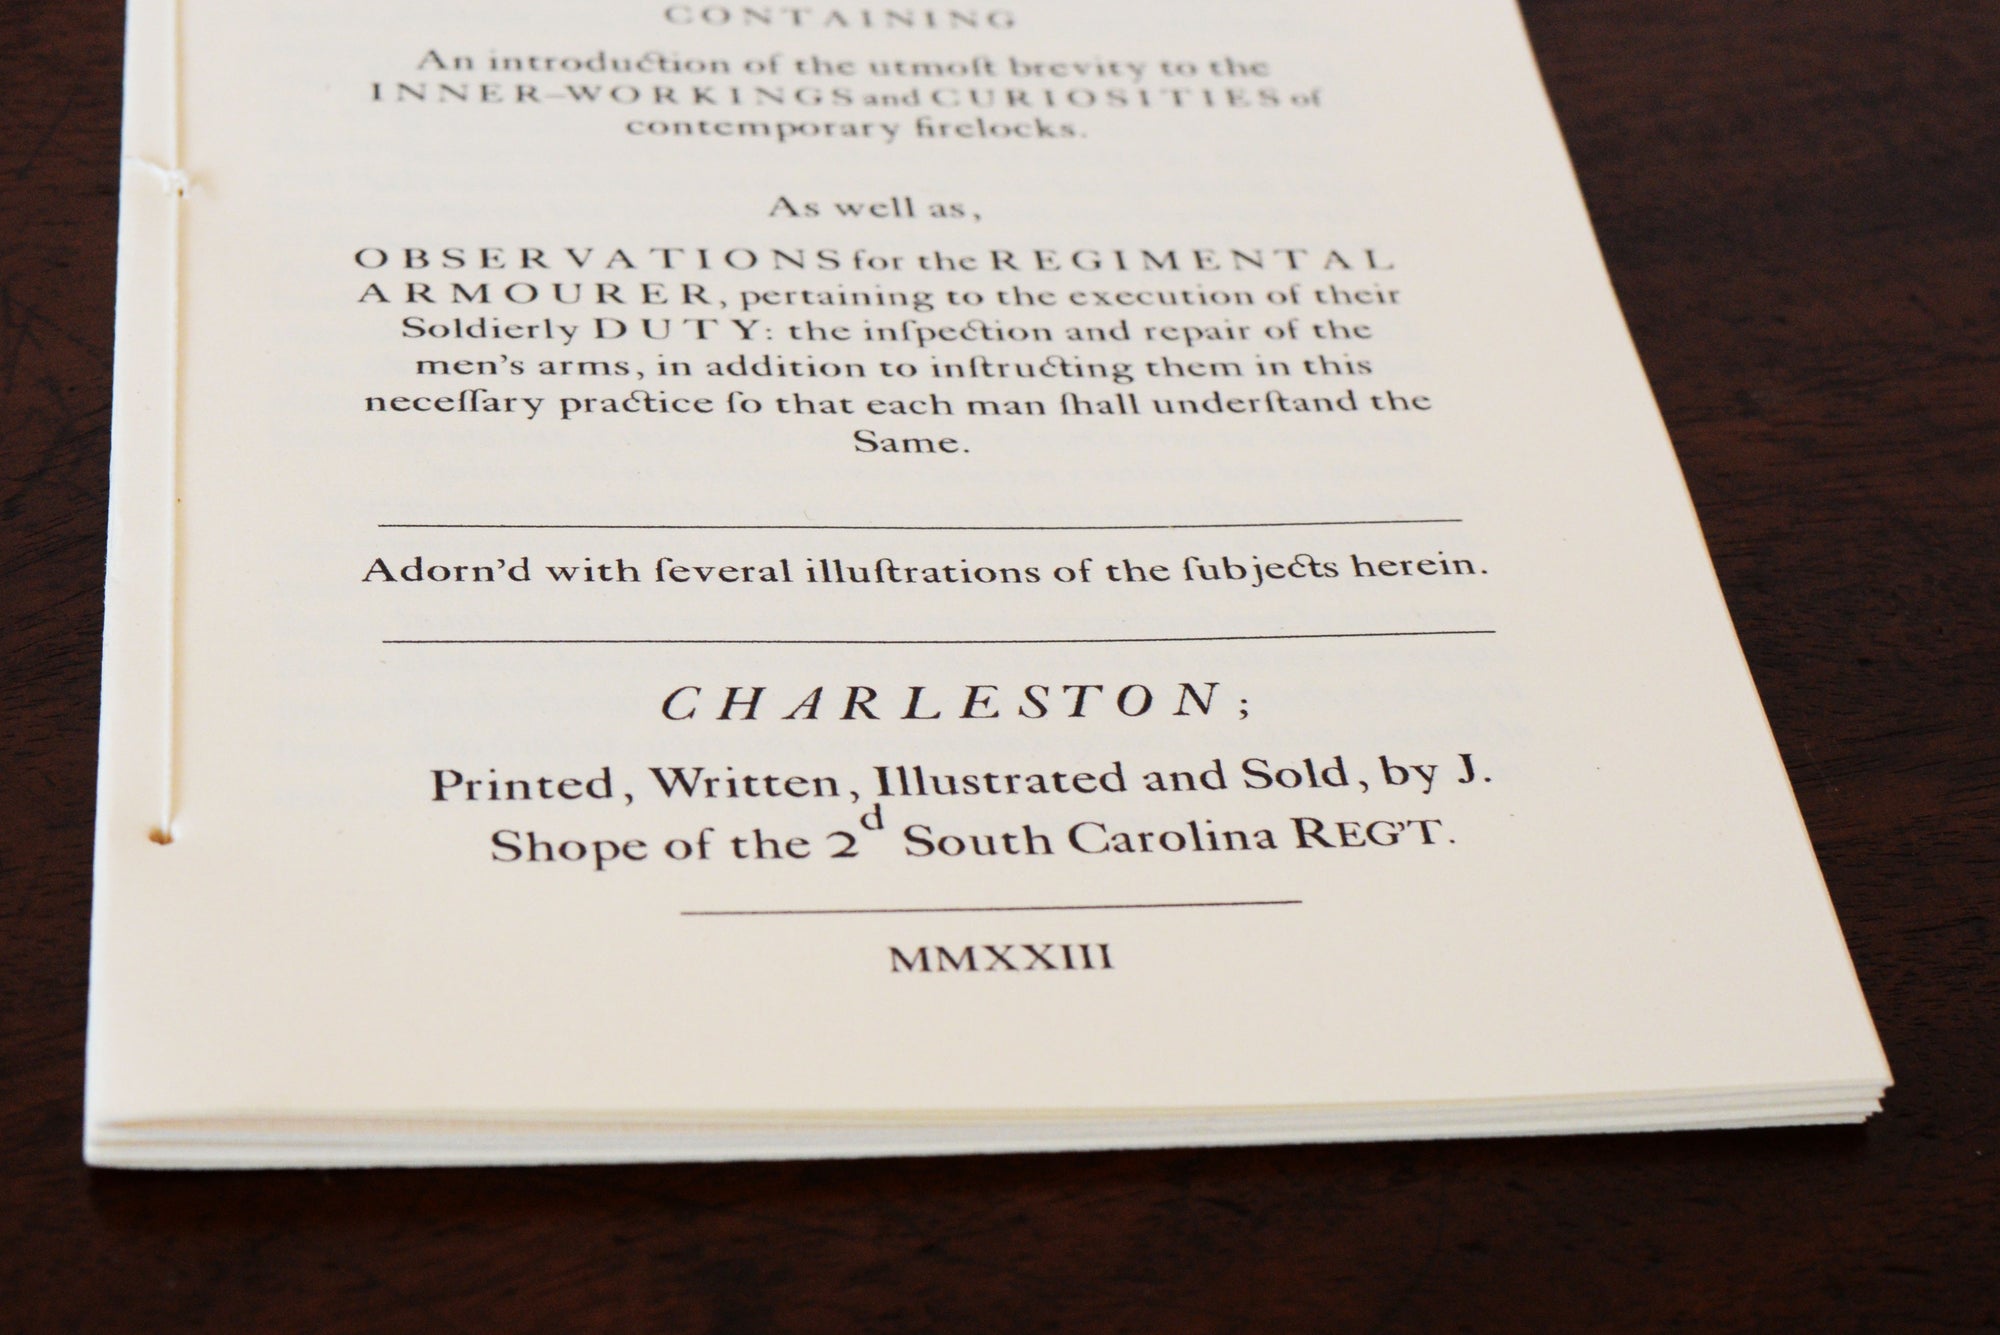 CONTAINING
An introduction of the utmoſt brevity to the
INNER-WORKINGS and CURIOSITIES of
contemporary firelocks.
As well as,
OBSERVATIONS for the REGIMENTAL
ARMOURER, pertaining to the execution of their
Soldierly DUTY: the inſpection and repair of the
men's arms, in addition to inſtructing them in this
neceſſary practice ſo that each man ſhall underſtand the
Same.
Adorn'd with ſeveral illuſtrations of the ſubjects herein.
CHARLESTON;
Printed, Written, Illustrated and Sold, by J.
Shope of the 2d South Carolina REG'T.
MMXXIII